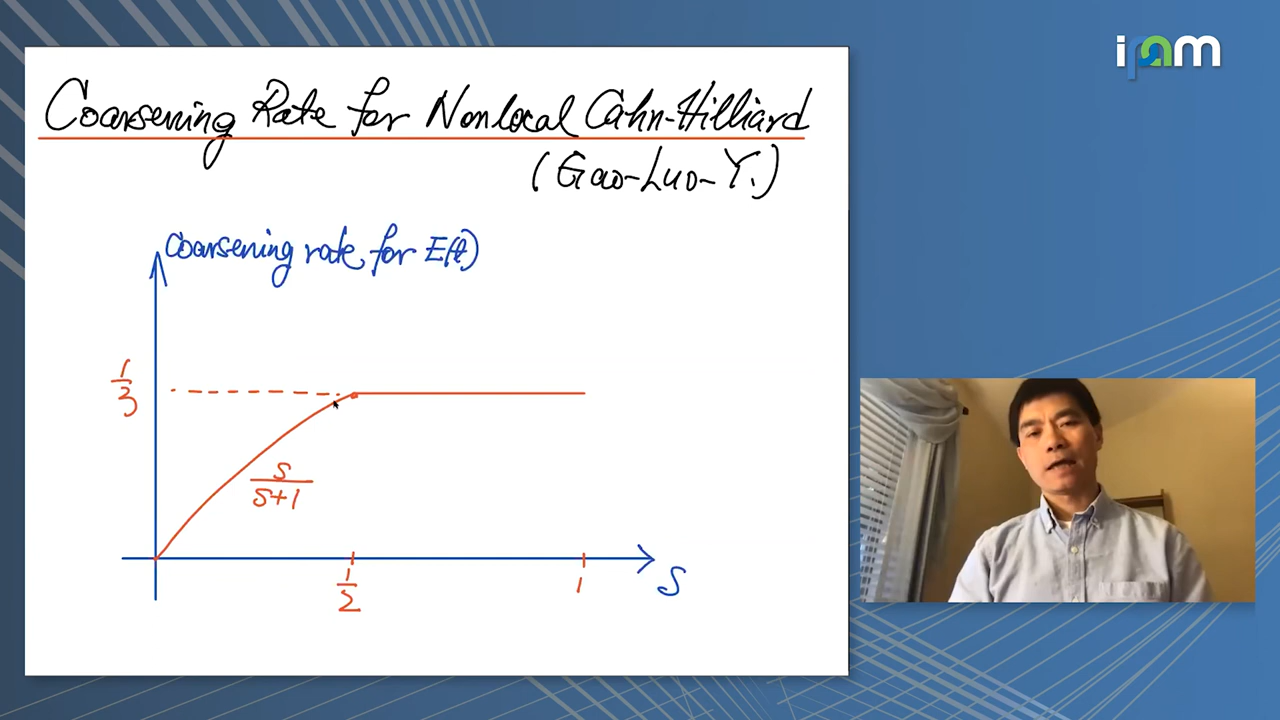 ipam
Coarsening Rate for Nonlocal Cahn-Hilliard
(Gao-Luo-Y.)
Coarsening rate for E(t)
1/3
s/s+1
1/2
1
S